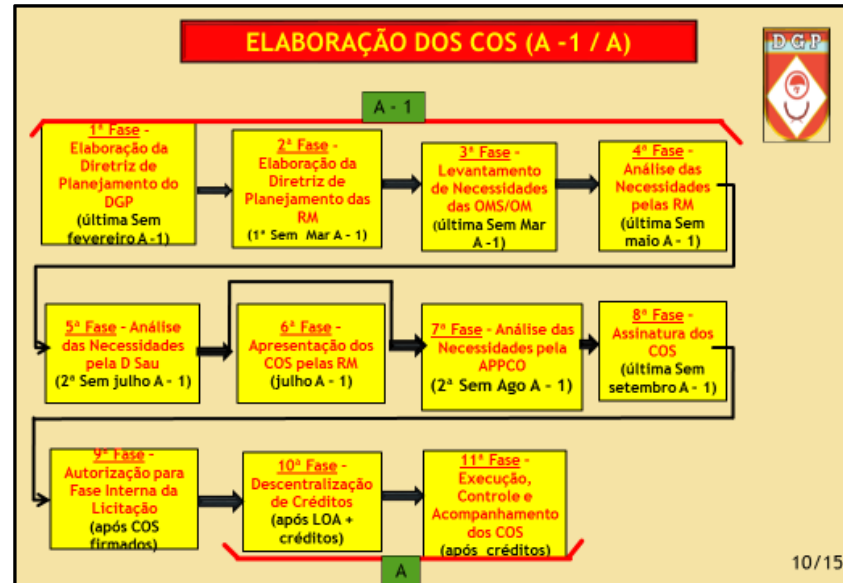 ELABORAÇÃO DOS COS (A -1 / A)
DGP
A - 1
1ª Fase -
Elaboração da
Diretriz de
Planejamento do
DGP
(última Sem
fevereiro A -1)
2ª Fase -
Elaboração da
Diretriz de
Planejamento das
RM
(1ª Sem Mar A - 1)
3ª Fase -
Levantamento
de Necessidades
das OMS/OM
(última Sem Mar
A -1)
4ª Fase -
Análise das
Necessidades
pelas RM
(última Sem
maio A - 1)
5ª Fase - Análise
das Necessidades
pela D Sau
(2ª Sem julho A - 1)
6ª Fase -
Apresentação dos
COS pelas RM
(julho A - 1)
7ª Fase - Análise das
Necessidades pela
APPCO
(2ª Sem Ago A - 1)
8ª Fase -
Assinatura dos
COS
(última Sem
setembro A - 1)
9ª Fase -
Autorização para
Fase Interna da
Licitação
(após COS
firmados)
10ª Fase -
Descentralização
de Créditos
(após LOA +
créditos)
11ª Fase -
Execução,
Controle e
Acompanhamento
dos COS
(após créditos)
A
10/15